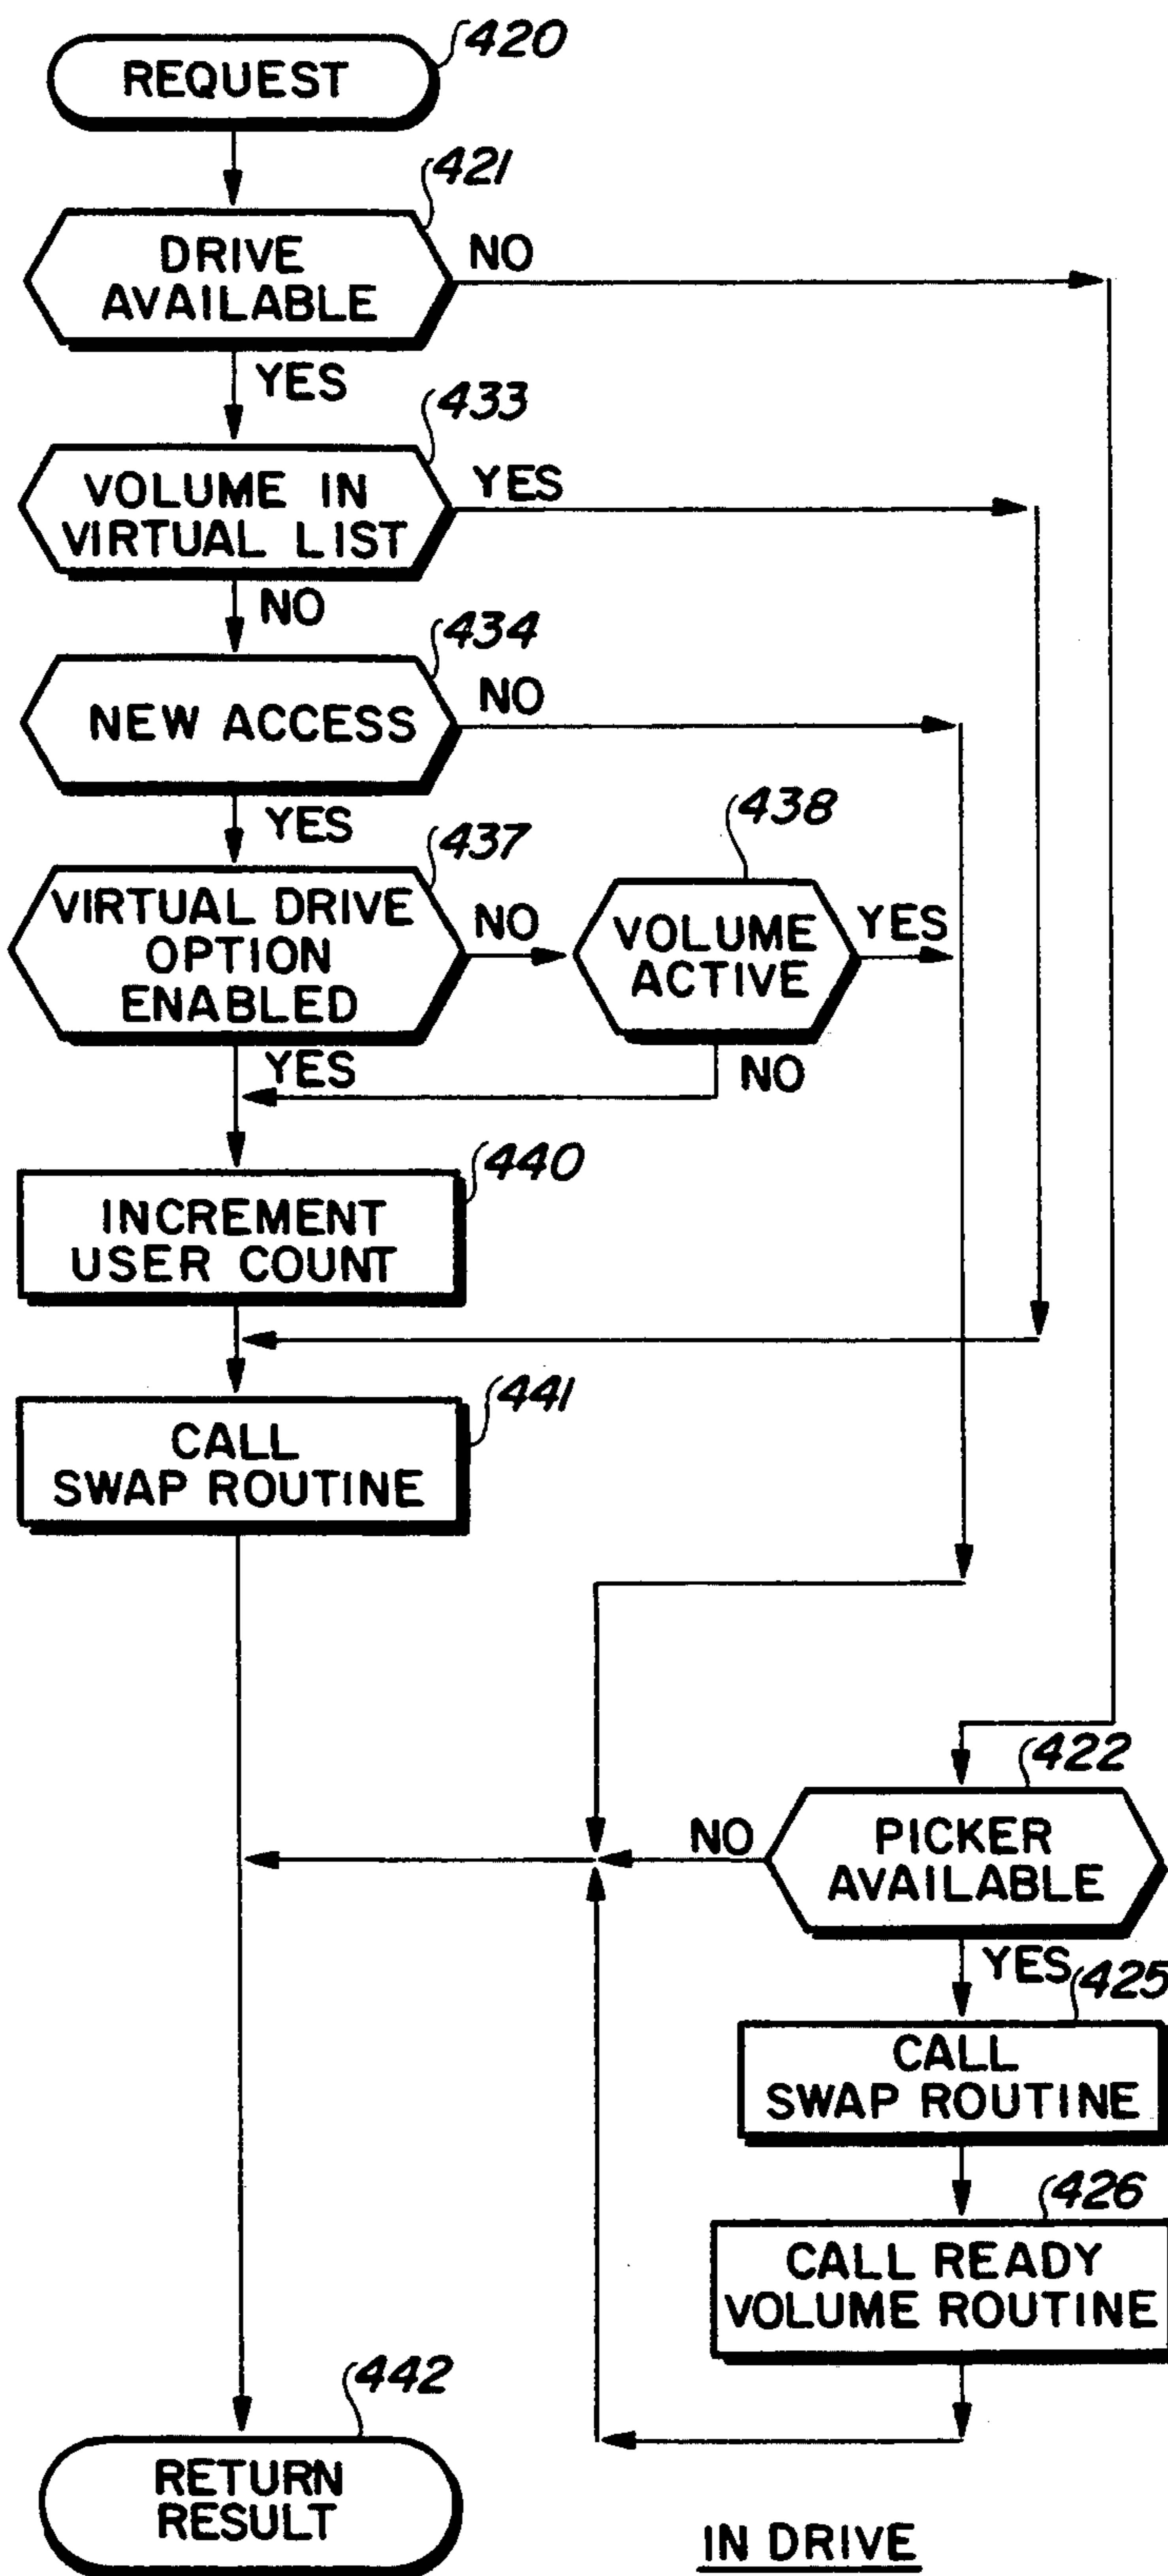 420
REQUEST
421
DRIVE
AVAILABLE
NO
YES
433
VOLUME IN
VIRTUAL LIST
YES
NO
434
NEW ACCESS
NO
YES
437
VIRTUAL DRIVE
OPTION
ENABLED
NO
438
VOLUME
ACTIVE
YES
YES
NO
440
INCREMENT
USER COUNT
441
CALL
SWAP ROUTINE
422
PICKER
AVAILABLE
NO
YES
425
CALL
SWAP ROUTINE
426
CALL READY
VOLUME ROUTINE
442
RETURN
RESULT
IN DRIVE